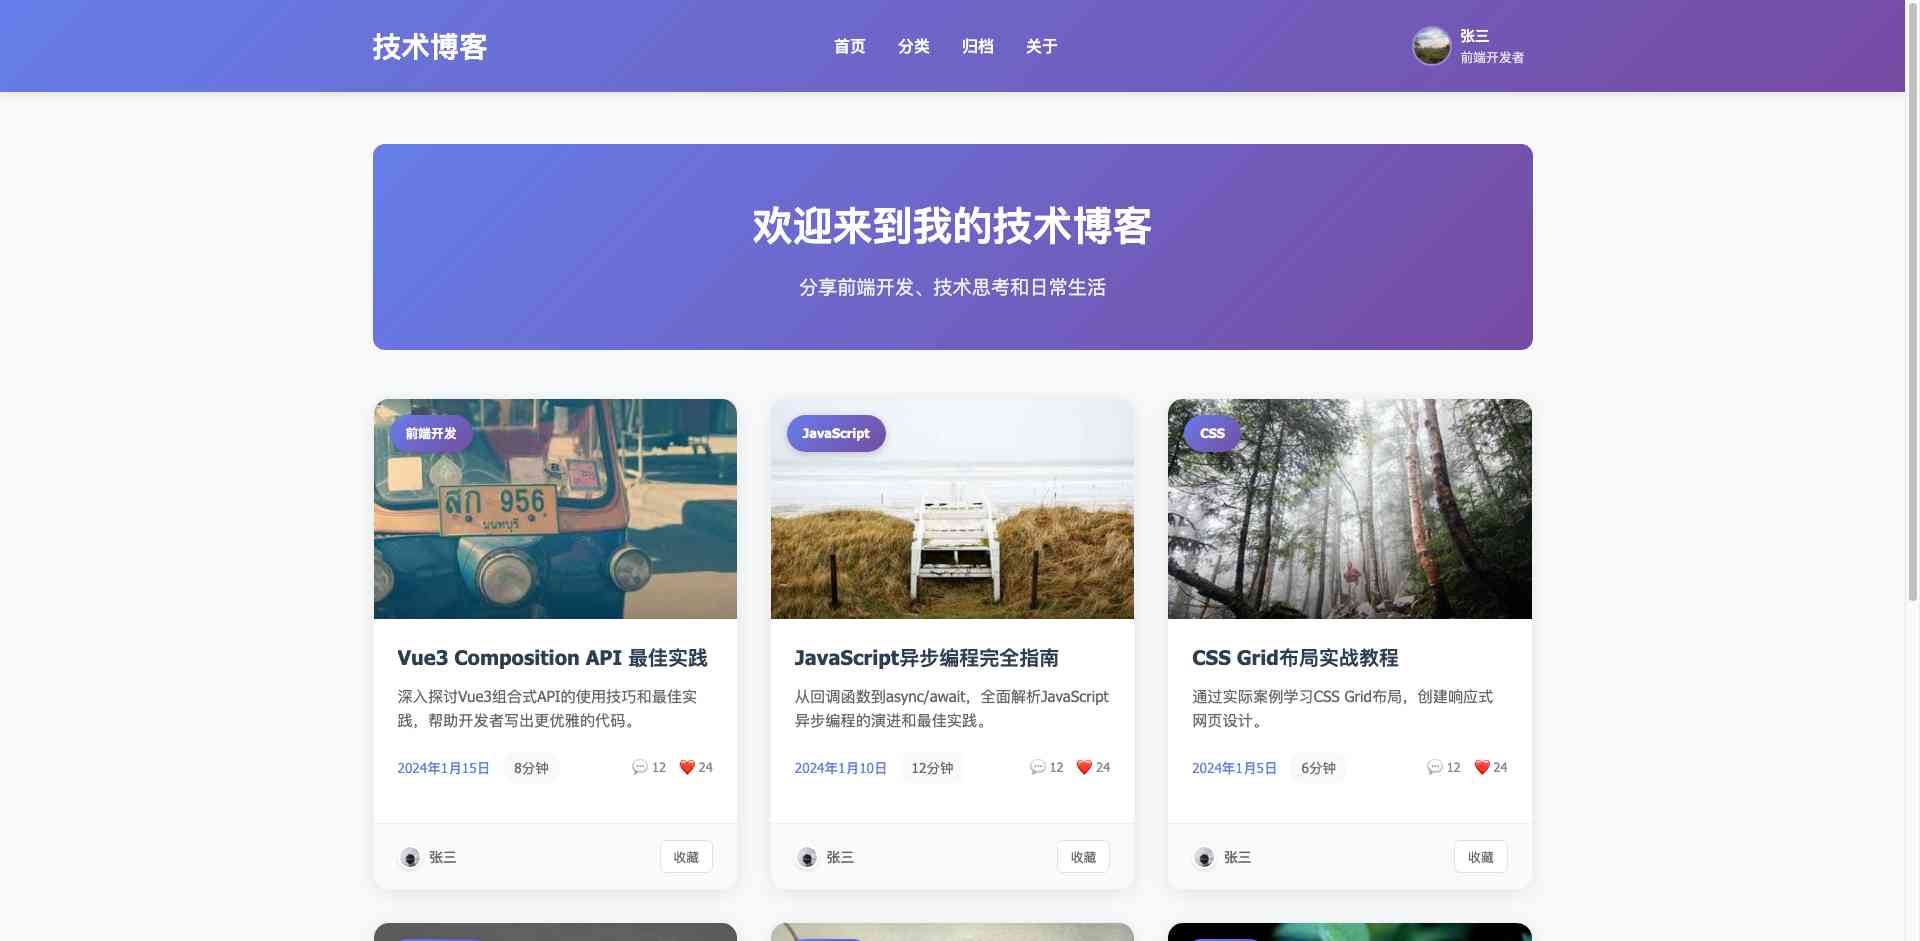 技术博客
首页 分类 归档 关于
张三
前端开发者
欢迎来到我的技术博客
分享前端开发、技术思考和日常生活
前端开发
สก 956
นนทบุรี
Vue3 Composition API 最佳实践
深入探讨Vue3组合式API的使用技巧和最佳实
践，帮助开发者写出更优雅的代码。
2024年1月15日 8分钟 12 24
张三 收藏
JavaScript
JavaScript异步编程完全指南
从回调函数到async/await，全面解析JavaScript
异步编程的演进和最佳实践。
2024年1月10日 12分钟 12 24
张三 收藏
CSS
CSS Grid布局实战教程
通过实际案例学习CSS Grid布局，创建响应式
网页设计。
2024年1月5日 6分钟 12 24
张三 收藏